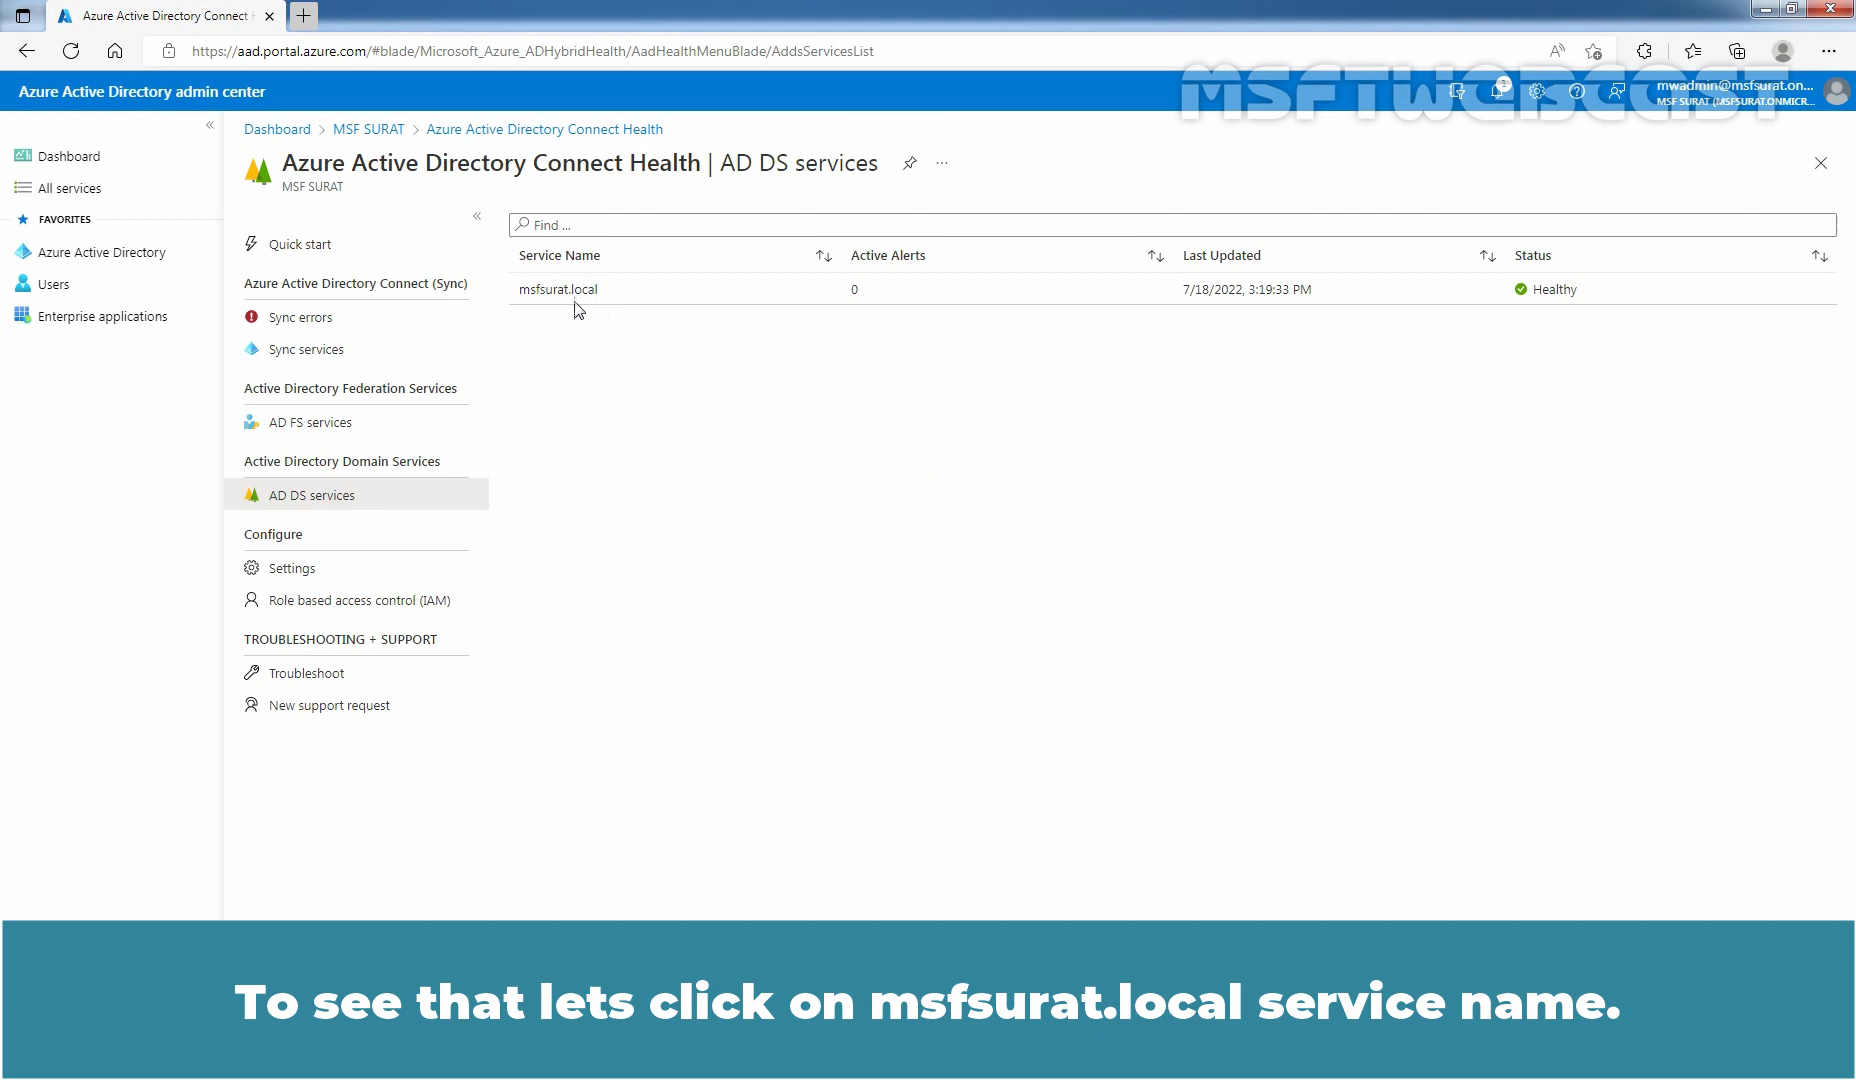 Azure Active Directory Connect H
https://aad.portal.azure.com/#blade/Microsoft_Azure_ADHybridHealth/AadHealthMenuBlade/AddsServicesList
MSFTWEBCAST
Azure Active Directory admin center
1
mwadmin@msfsurat.on...
MSF SURAT (MSFSURAT.ONMICR...
Dashboard > MSF SURAT > Azure Active Directory Connect Health
Azure Active Directory Connect Health | AD DS services
MSF SURAT
Dashboard
All services
FAVORITES
Azure Active Directory
Users
Enterprise applications
Quick start
Azure Active Directory Connect (Sync)
Sync errors
Sync services
Active Directory Federation Services
AD FS services
Active Directory Domain Services
AD DS services
Configure
Settings
Role based access control (IAM)
TROUBLESHOOTING + SUPPORT
Troubleshoot
New support request
Find ...
Service Name Active Alerts Last Updated Status
msfsurat.local 0 7/18/2022, 3:19:33 PM Healthy
To see that lets click on msfsurat.local service name.